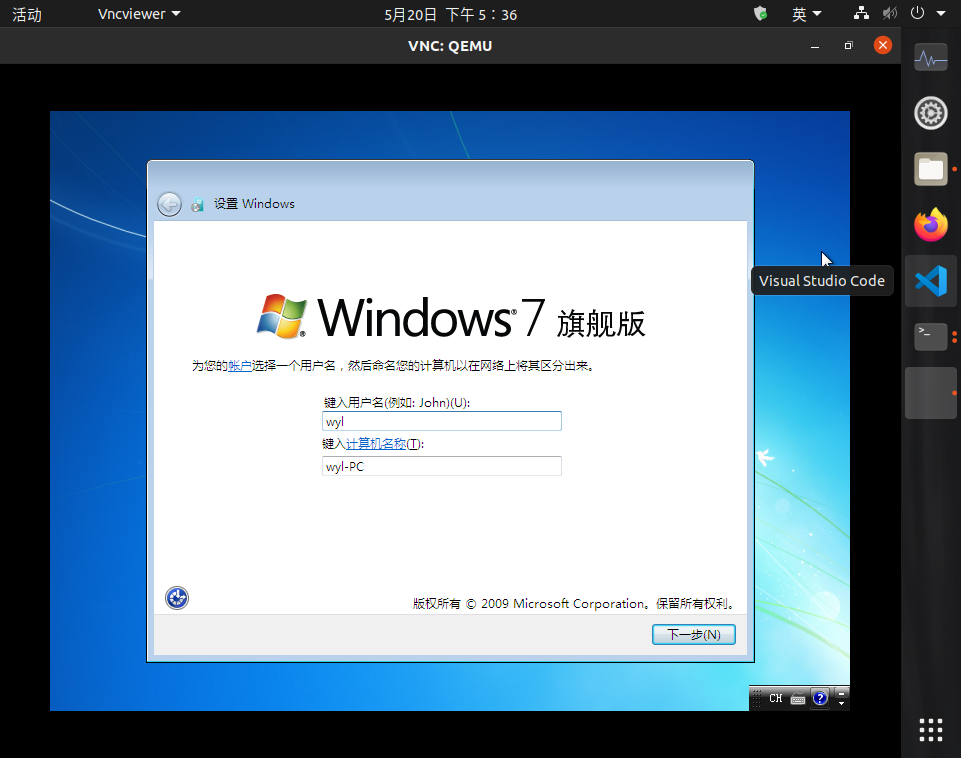 活动
Vncviewer
5月20日 下午 5：36
英
VNC: QEMU
设置 Windows
Windows 7 旗舰版
为您的帐户选择一个用户名，然后命名您的计算机以在网络上将其区分出来。
键入用户名(例如: John)(U):
wyl
键入计算机名称(T):
wyl-PC
版权所有 © 2009 Microsoft Corporation。保留所有权利。
下一步(N)
Visual Studio Code
CH